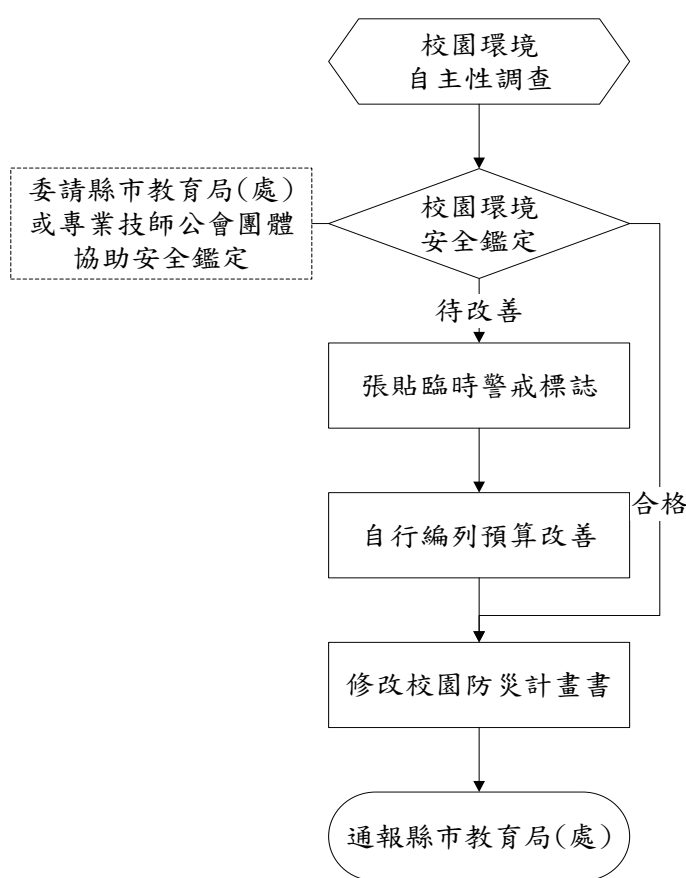 校園環境
自主性調查
委請縣市教育局(處)
或專業技師公會團體
協助安全鑑定
校園環境
安全鑑定
待改善
張貼臨時警戒標誌
合格
自行編列預算改善
修改校園防災計畫書
通報縣市教育局(處)